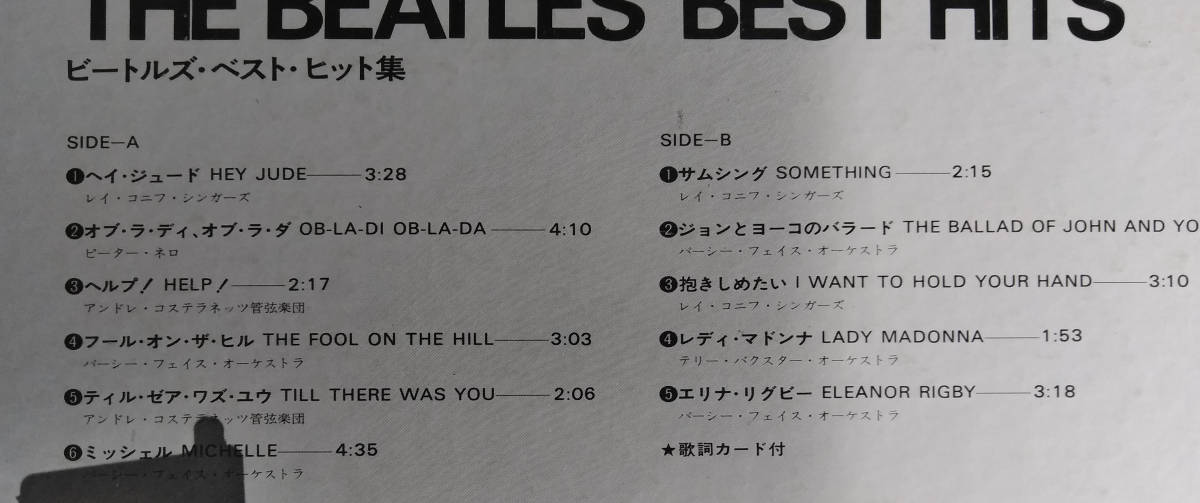 THE BEATLES BEST HITS
ビートルズ・ベスト・ヒット集
SIDE—A
❶ヘイ・ジュード HEY JUDE——3:28
レイ・コニフ・シンガーズ
❷オブ・ラ・ディ、オブ・ラ・ダ OB-LA-DI OB-LA-DA——4:10
ピーター・ネロ
❸ヘルプ! HELP!——2:17
アンドレ・コステラネッツ管弦楽団
❹フール・オン・ザ・ヒル THE FOOL ON THE HILL——3:03
パーシー・フェイス・オーケストラ
❺ティル・ゼア・ワズ・ユウ TILL THERE WAS YOU——2:06
アンドレ・コステラネッツ管弦楽団
❻ミッシェル MICHELLE——4:35
パーシー・フェイス・オーケストラ
SIDE—B
❶サムシング SOMETHING——2:15
レイ・コニフ・シンガーズ
❷ジョンとヨーコのバラード THE BALLAD OF JOHN AND YO
パーシー・フェイス・オーケストラ
❸抱きしめたい I WANT TO HOLD YOUR HAND——3:10
レイ・コニフ・シンガーズ
❹レディ・マドンナ LADY MADONNA——1:53
テリー・バクスター・オーケストラ
❺エリナ・リグビー ELEANOR RIGBY——3:18
パーシー・フェイス・オーケストラ
★歌詞カード付